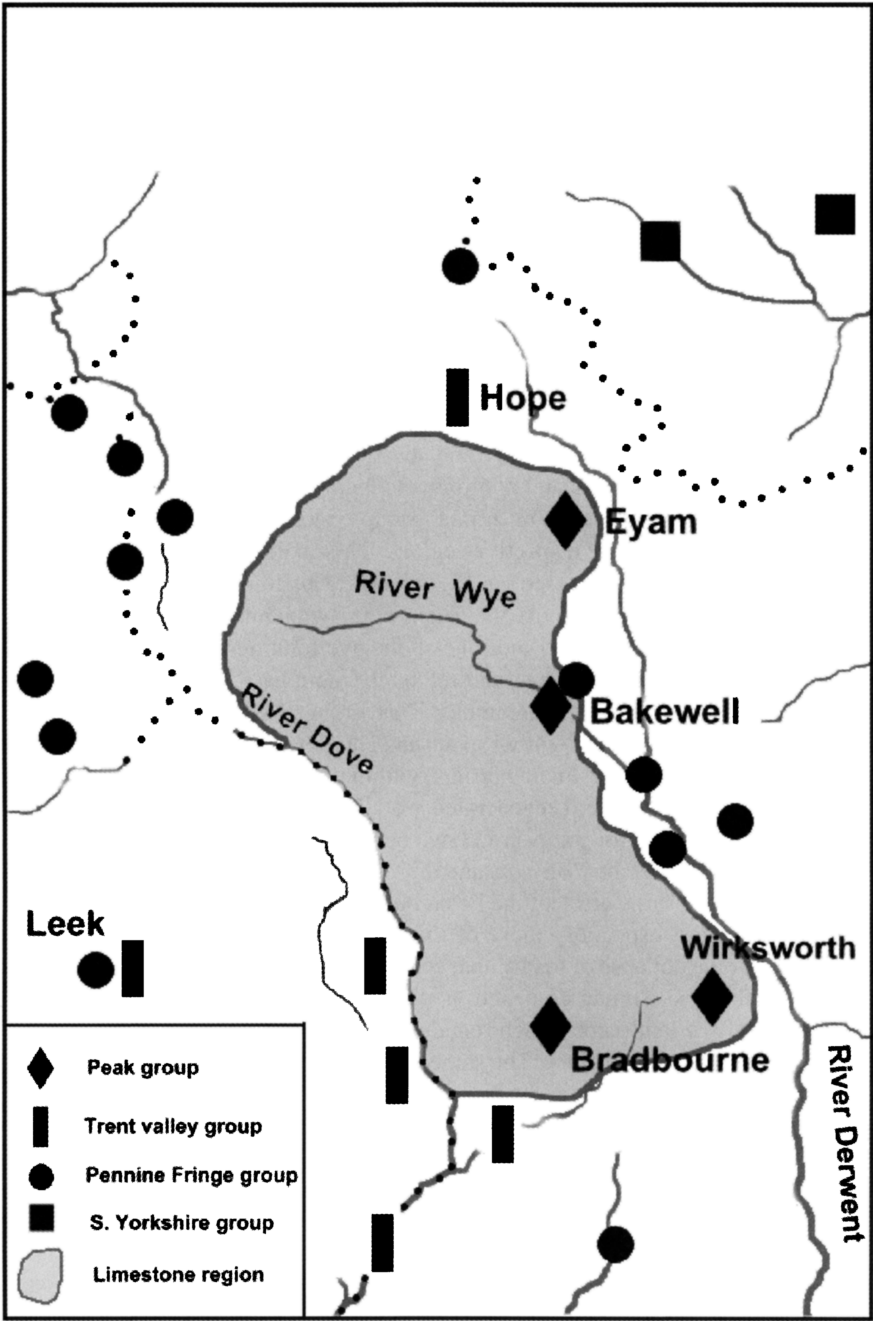 Hope
Eyam
River Wye
Bakewell
River Dove
Leek
Wirksworth
Bradbourne
River Derwent
Peak group
Trent valley group
Pennine Fringe group
S. Yorkshire group
Limestone region